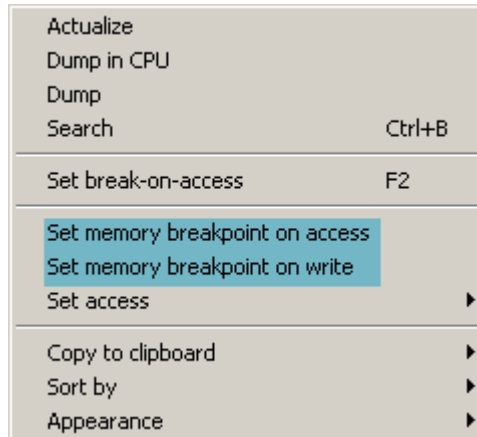 Actualize
Dump in CPU
Dump
Search Ctrl+B
Set break-on-access F2
Set memory breakpoint on access
Set memory breakpoint on write
Set access
Copy to clipboard
Sort by
Appearance